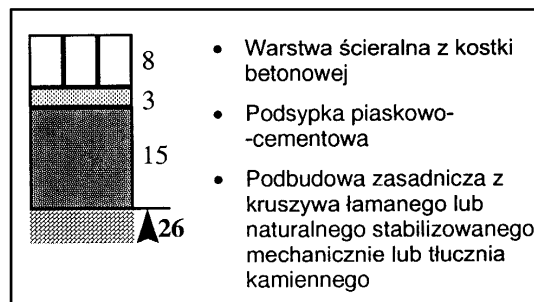 8
3
15
26
• Warstwa ścieralna z kostki
betonowej
• Podsypka piaskowo-
-cementowa
• Podbudowa zasadnicza z
kruszywa łamanego lub
naturalnego stabilizowanego
mechanicznie lub tłucznia
kamiennego